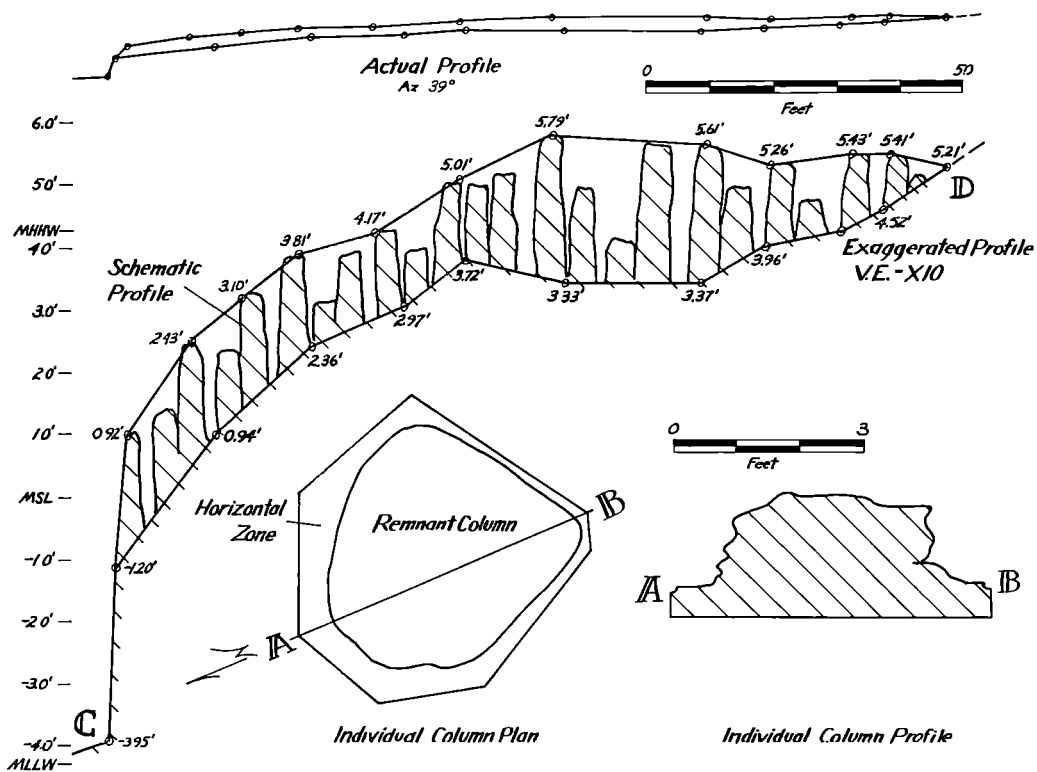 Actual Profile
Az 39°
0 50
Feet
6.0'
5.79'
5.61'
5.26'
5.43'
5.41'
5.21'
5.0'
5.01'
D
MHHW
4.17'
4.52'
4.0'
3.81'
3.72'
3.96'
Exaggerated Profile
V.E.-X10
Schematic
Profile
3.10'
3.33'
3.37'
3.0'
2.97'
2.43'
2.36'
2.0'
1.0'
0.92'
0.94'
0 3
Feet
MSL
Horizontal
Zone
Remnant Column
B
-1.0'
-1.20'
A
B
-2.0'
A
-3.0'
C
Individual Column Plan
Individual Column Profile
-4.0'
-3.95'
MLLW